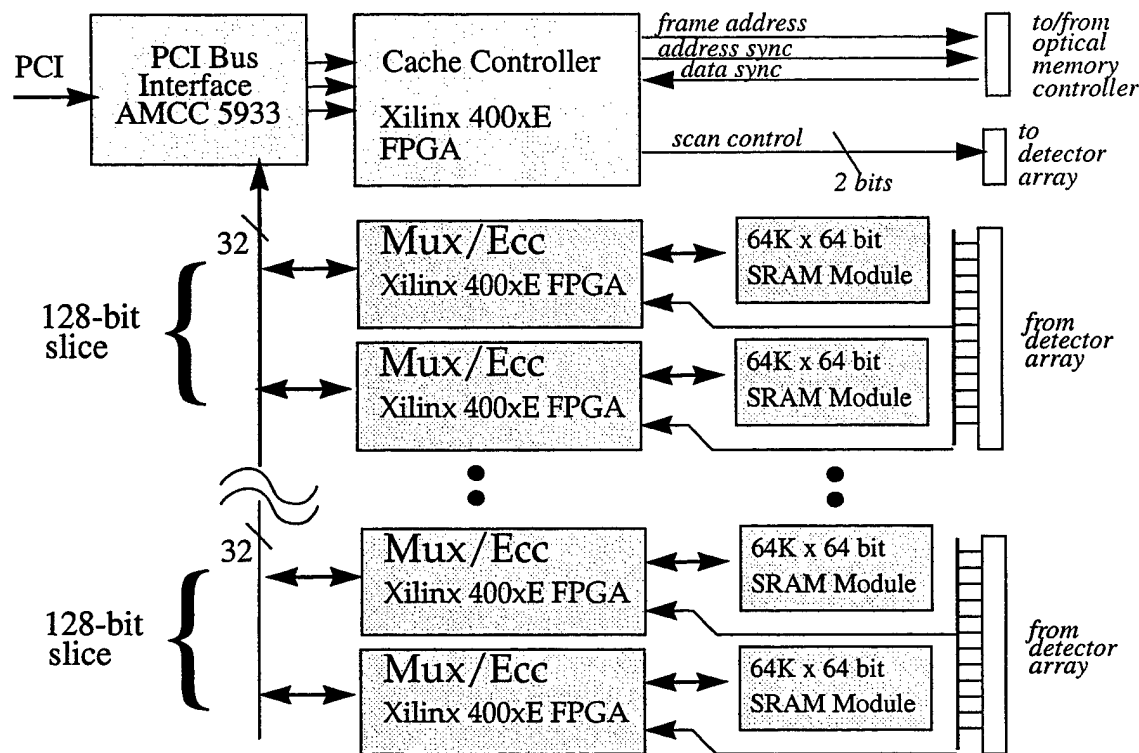 PCI
PCI Bus
Interface
AMCC 5933
Cache Controller
Xilinx 400xE
FPGA
frame address
address sync
data sync
to/from
optical
memory
controller
scan control
2 bits
to
detector
array
32
128-bit
slice
Mux/Ecc
Xilinx 400xE FPGA
64K x 64 bit
SRAM Module
Mux/Ecc
Xilinx 400xE FPGA
64K x 64 bit
SRAM Module
from
detector
array
32
128-bit
slice
Mux/Ecc
Xilinx 400xE FPGA
64K x 64 bit
SRAM Module
Mux/Ecc
Xilinx 400xE FPGA
64K x 64 bit
SRAM Module
from
detector
array